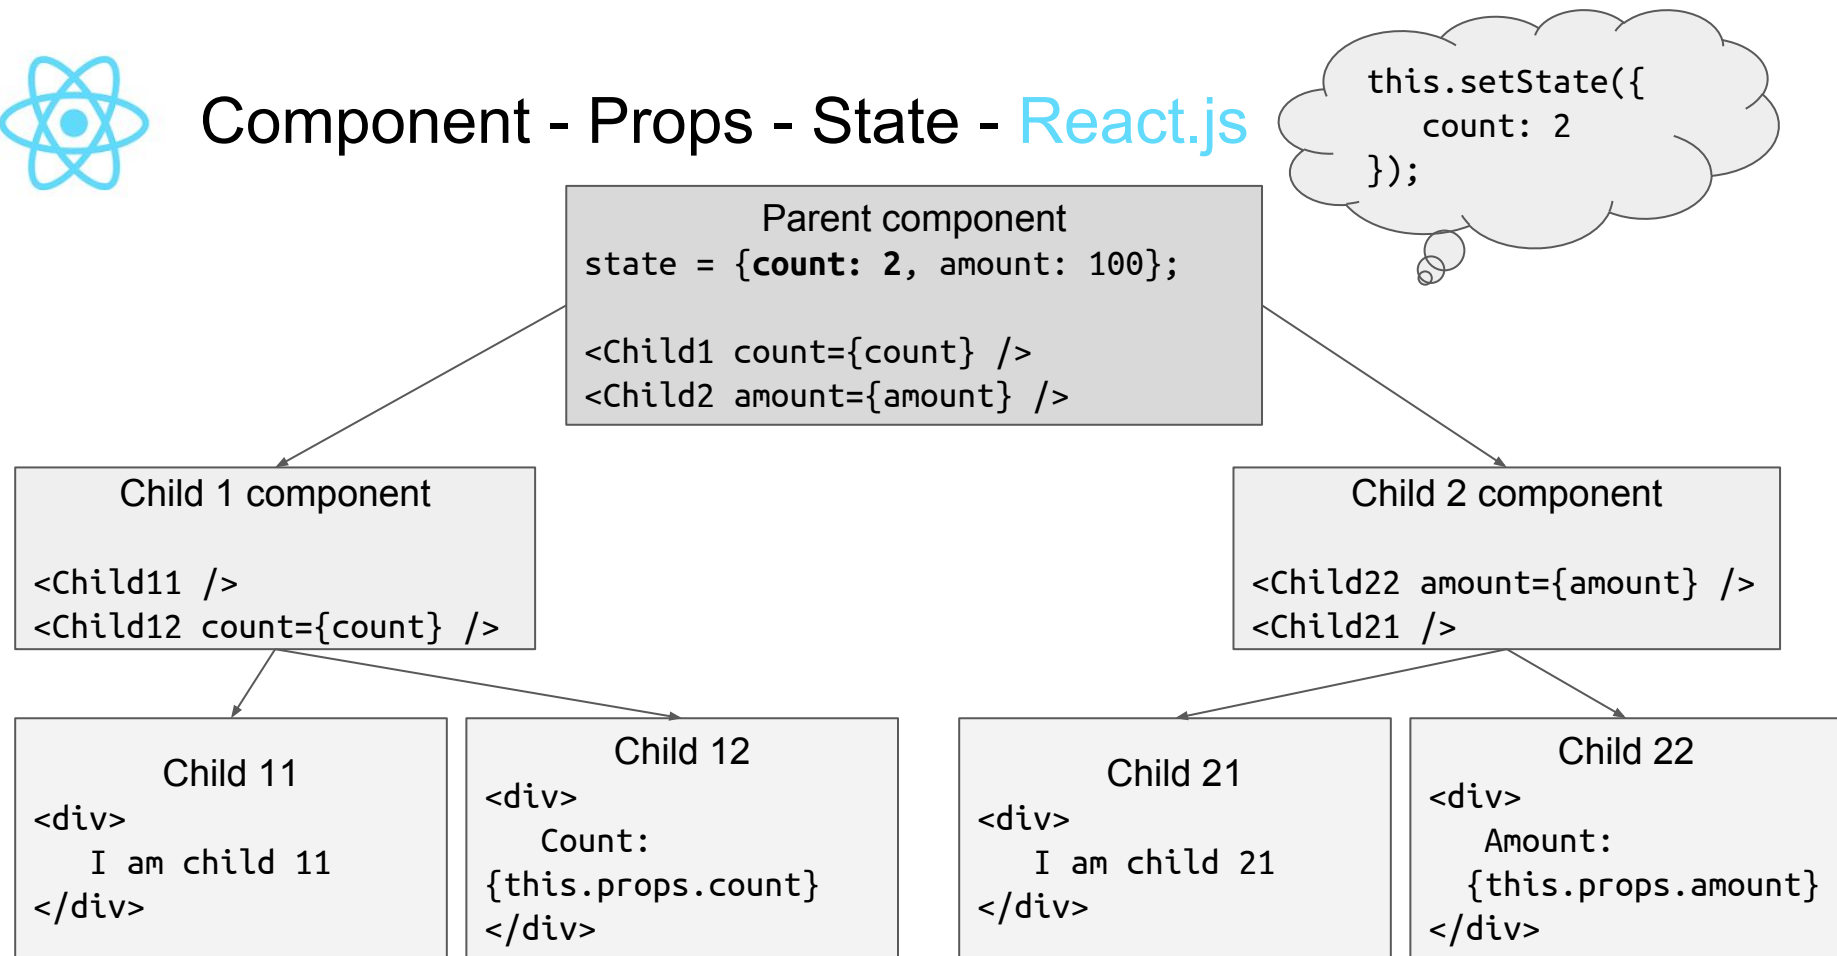 Component - Props - State - React.js
this.setState({
count: 2
});
Parent component
state = {count: 2, amount: 100};
<Child1 count={count} />
<Child2 amount={amount} />
Child 1 component
<Child11 />
<Child12 count={count} />
Child 2 component
<Child22 amount={amount} />
<Child21 />
Child 11
<div>
I am child 11
</div>
Child 12
<div>
Count:
{this.props.count}
</div>
Child 21
<div>
I am child 21
</div>
Child 22
<div>
Amount:
{this.props.amount}
</div>